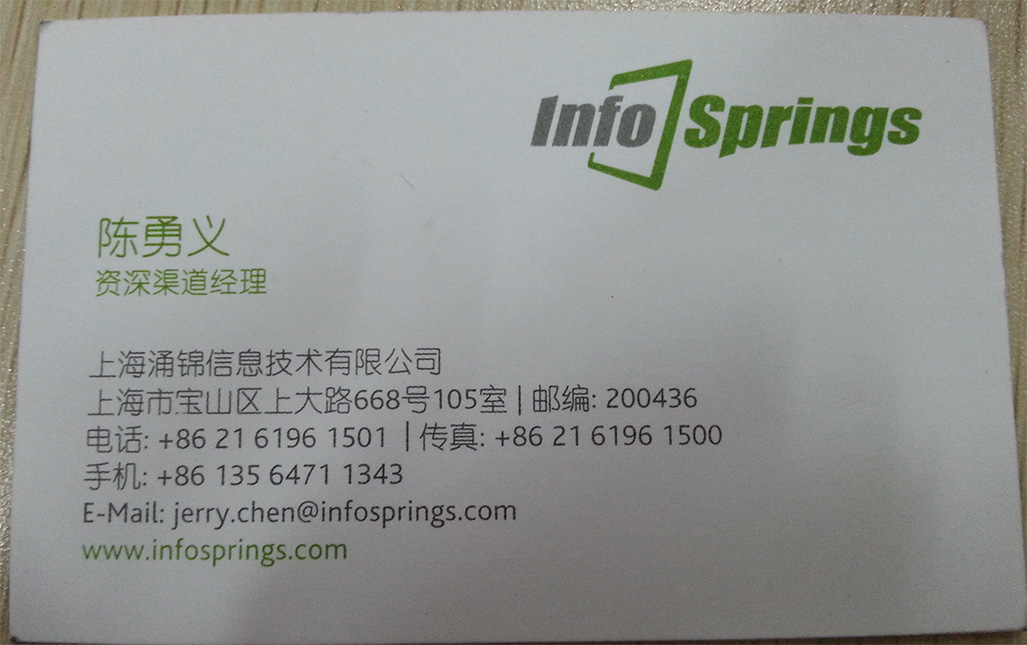 Info Springs
陈勇义
资深渠道经理
上海涌锦信息技术有限公司
上海市宝山区上大路668号105室 | 邮编: 200436
电话: +86 21 6196 1501 | 传真: +86 21 6196 1500
手机: +86 135 6471 1343
E-Mail: jerry.chen@infosprings.com
www.infosprings.com